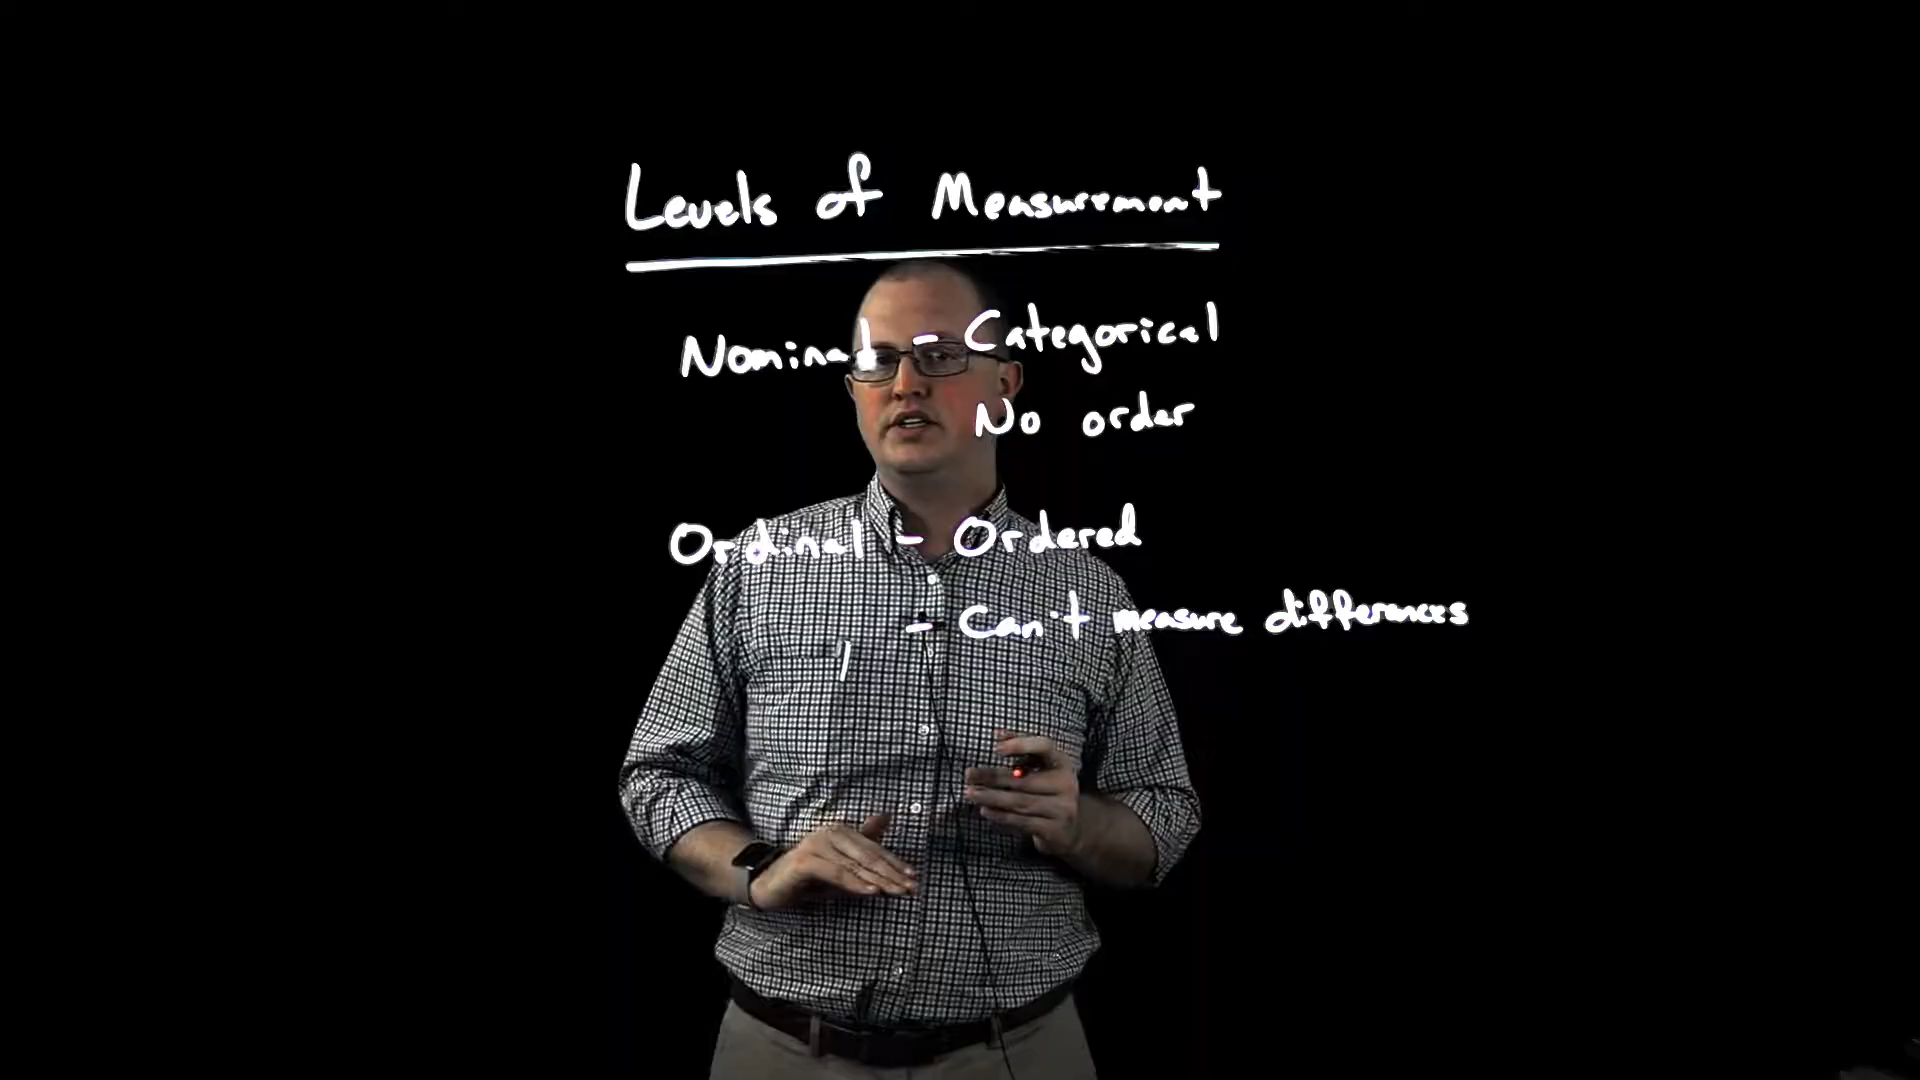 Levels of Measurement
Nominal - Categorical
No order
Ordinal - Ordered
- Can't measure differences